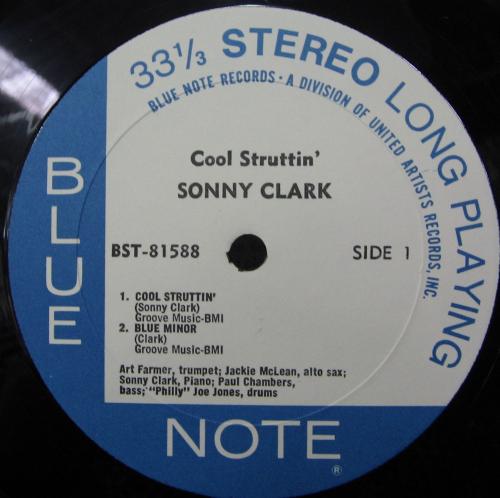 33⅓ STEREO LONG PLAYING
BLUE NOTE RECORDS · A DIVISION OF UNITED ARTISTS RECORDS, INC.
Cool Struttin'
SONNY CLARK
BST-81588
SIDE 1
1. COOL STRUTTIN'
(Sonny Clark)
Groove Music-BMI
2. BLUE MINOR
(Clark)
Groove Music-BMI
Art Farmer, trumpet; Jackie McLean, alto sax;
Sonny Clark, Piano; Paul Chambers,
bass; "Philly" Joe Jones, drums
BLUE
NOTE®